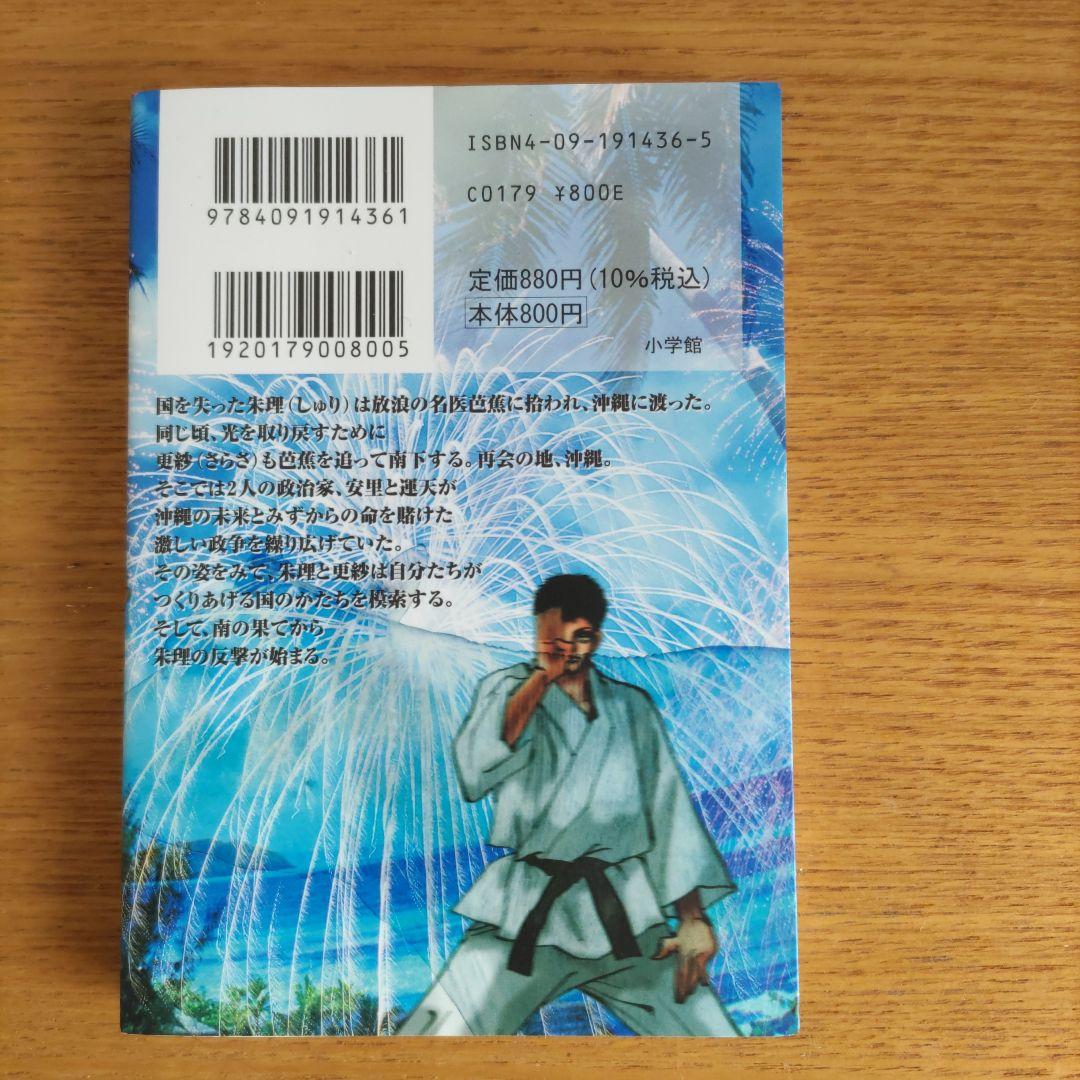 ISBN4-09-191436-5
9784091914361
C0179 ¥800E
定価880円(10%税込)
本体800円
1920179008005
小学館
国を失った朱理(しゅり)は放浪の名医芭蕉に拾われ、沖縄に渡った。
同じ頃、光を取り戻すために
更紗(さらさ)も芭蕉を追って南下する。再会の地、沖縄。
そこでは2人の政治家、安里と運天が
沖縄の未来とみずからの命を賭けた
激しい政争を繰り広げていた。
その姿をみて、朱理と更紗は自分たちが
つくりあげる国のかたちを模索する。
そして、南の果てから
朱理の反撃が始まる。